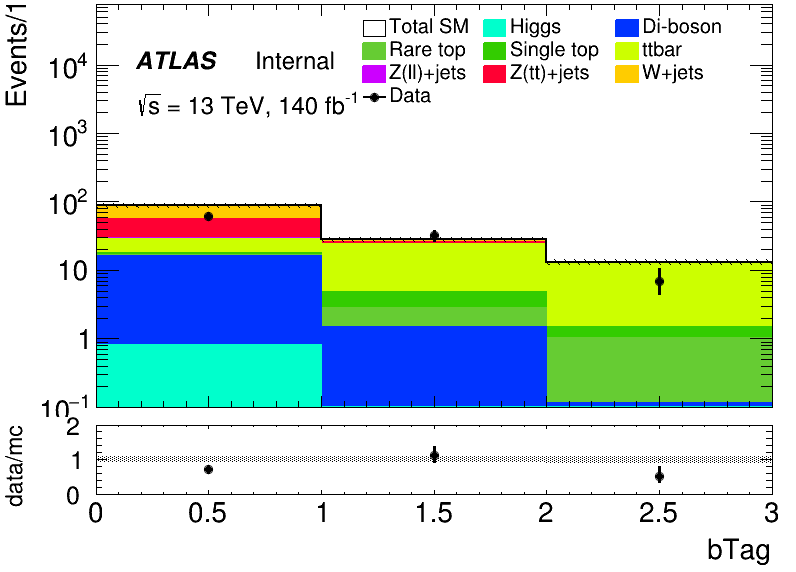 Events/1
ATLAS Internal
√s = 13 TeV, 140 fb⁻¹
Total SM Higgs Di-boson
Rare top Single top ttbar
Z(ll)+jets Z(tt)+jets W+jets
Data
10⁴
10³
10²
10
1
10⁻¹
data/mc
2
1
0
0 0.5 1 1.5 2 2.5 3
bTag